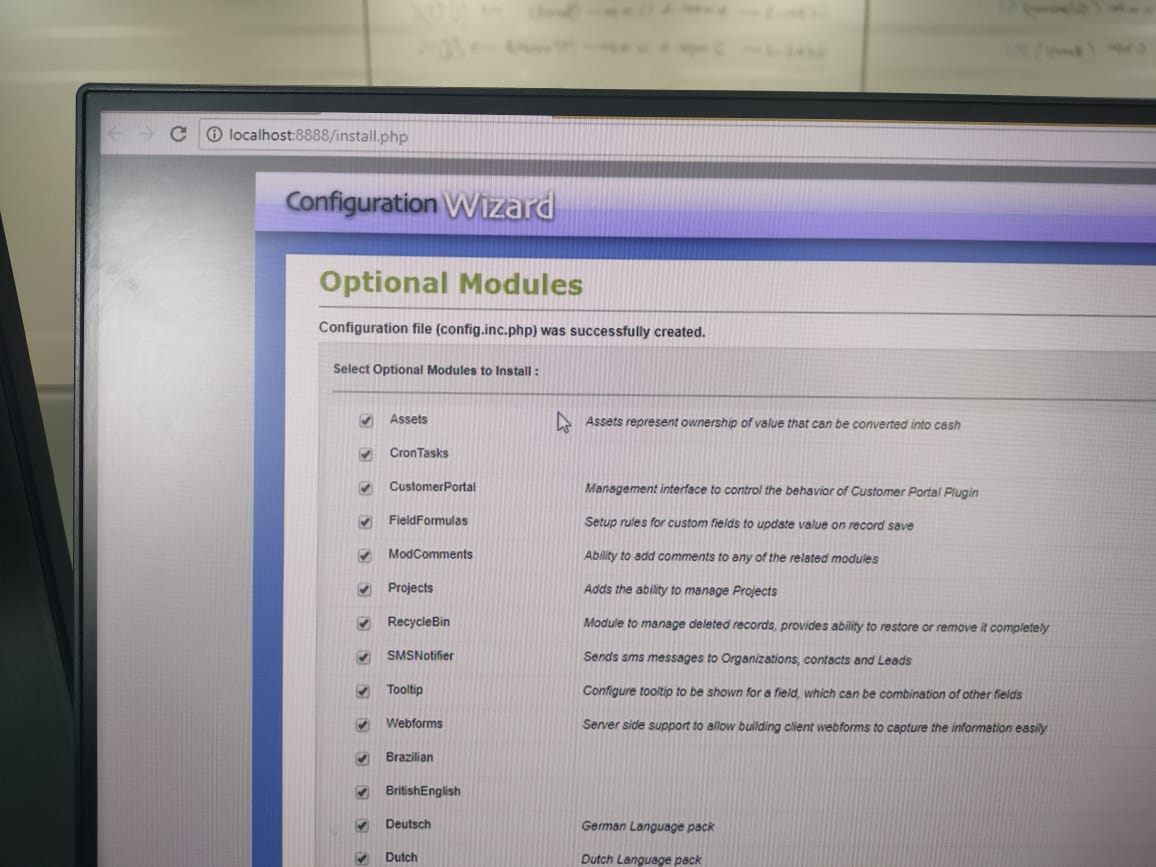 localhost:8888/install.php
Configuration Wizard
Optional Modules
Configuration file (config.inc.php) was successfully created.
Select Optional Modules to Install :
Assets Assets represent ownership of value that can be converted into cash
CronTasks
CustomerPortal Management interface to control the behavior of Customer Portal Plugin
FieldFormulas Setup rules for custom fields to update value on record save
ModComments Ability to add comments to any of the related modules
Projects Adds the ability to manage Projects
RecycleBin Module to manage deleted records, provides ability to restore or remove it completely
SMSNotifier Sends sms messages to Organizations, contacts and Leads
Tooltip Configure tooltip to be shown for a field, which can be combination of other fields
Webforms Server side support to allow building client webforms to capture the information easily
Brazilian
BritishEnglish
Deutsch German Language pack
Dutch Dutch Language pack